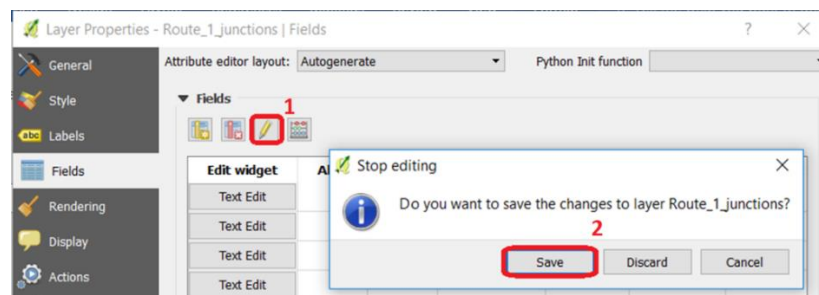 Layer Properties - Route_1_junctions | Fields
General
Attribute editor layout: Autogenerate
Python Init function
Style
Fields
1
abc Labels
Fields
Edit widget
Stop editing
Text Edit
Do you want to save the changes to layer Route_1_junctions?
Rendering
Text Edit
2
Display
Text Edit
Save
Discard
Cancel
Actions
Text Edit